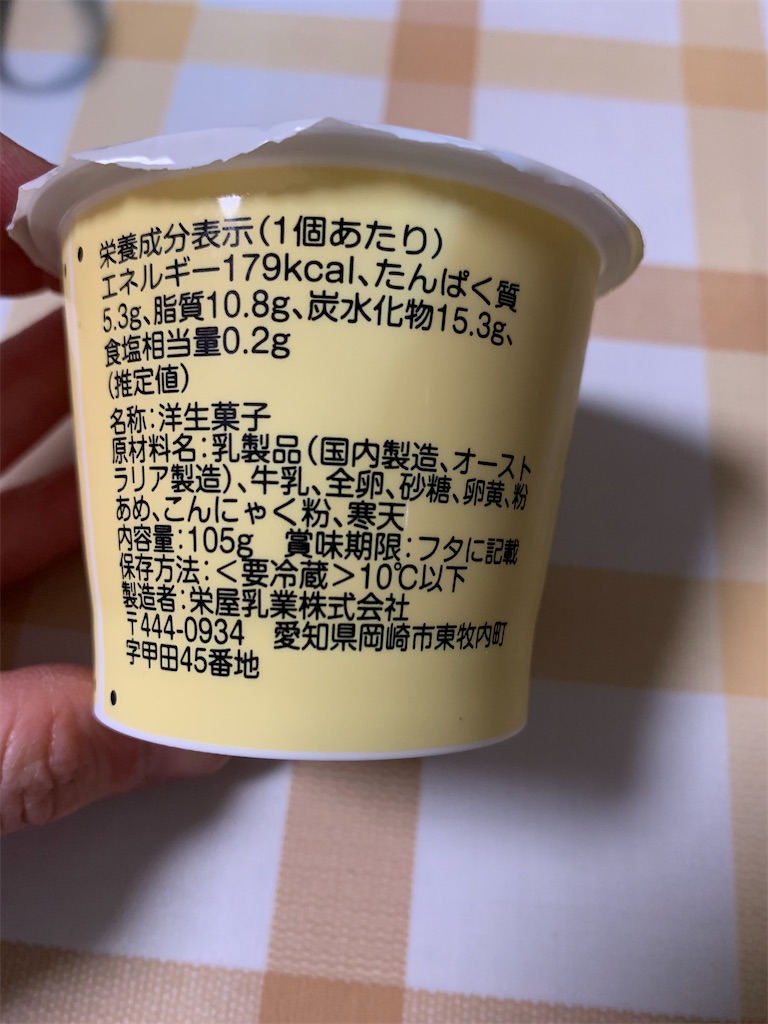 栄養成分表示(1個あたり)
エネルギー179kcal、たんぱく質
5.3g、脂質10.8g、炭水化物15.3g、
食塩相当量0.2g
(推定値)
名称:洋生菓子
原材料名:乳製品(国内製造、オースト
ラリア製造)、牛乳、全卵、砂糖、卵黄、粉
あめ、こんにゃく粉、寒天
内容量:105g 賞味期限:フタに記載
保存方法:<要冷蔵>10℃以下
製造者:栄屋乳業株式会社
〒444-0934 愛知県岡崎市東牧内町
字甲田45番地